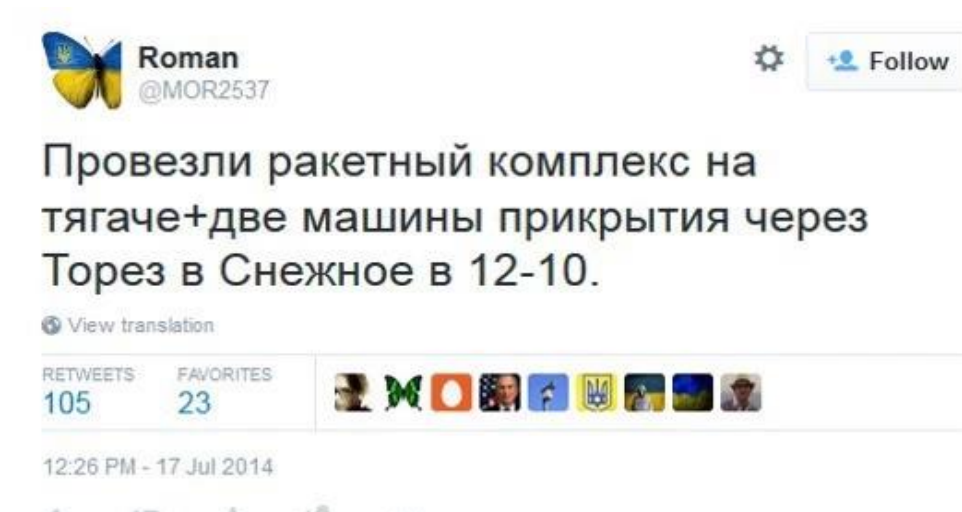 Roman
@MOR2537
Follow
Провезли ракетный комплекс на
тягаче+две машины прикрытия через
Торез в Снежное в 12-10.
View translation
RETWEETS FAVORITES
105 23
12:26 PM - 17 Jul 2014